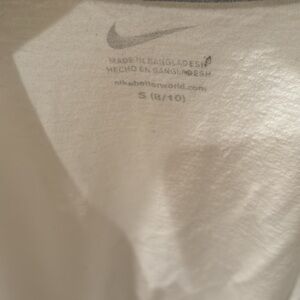 MADE IN BANGLADESH
HECHO EN BANGLADESH
nikebetterworld.com
S (8/10)